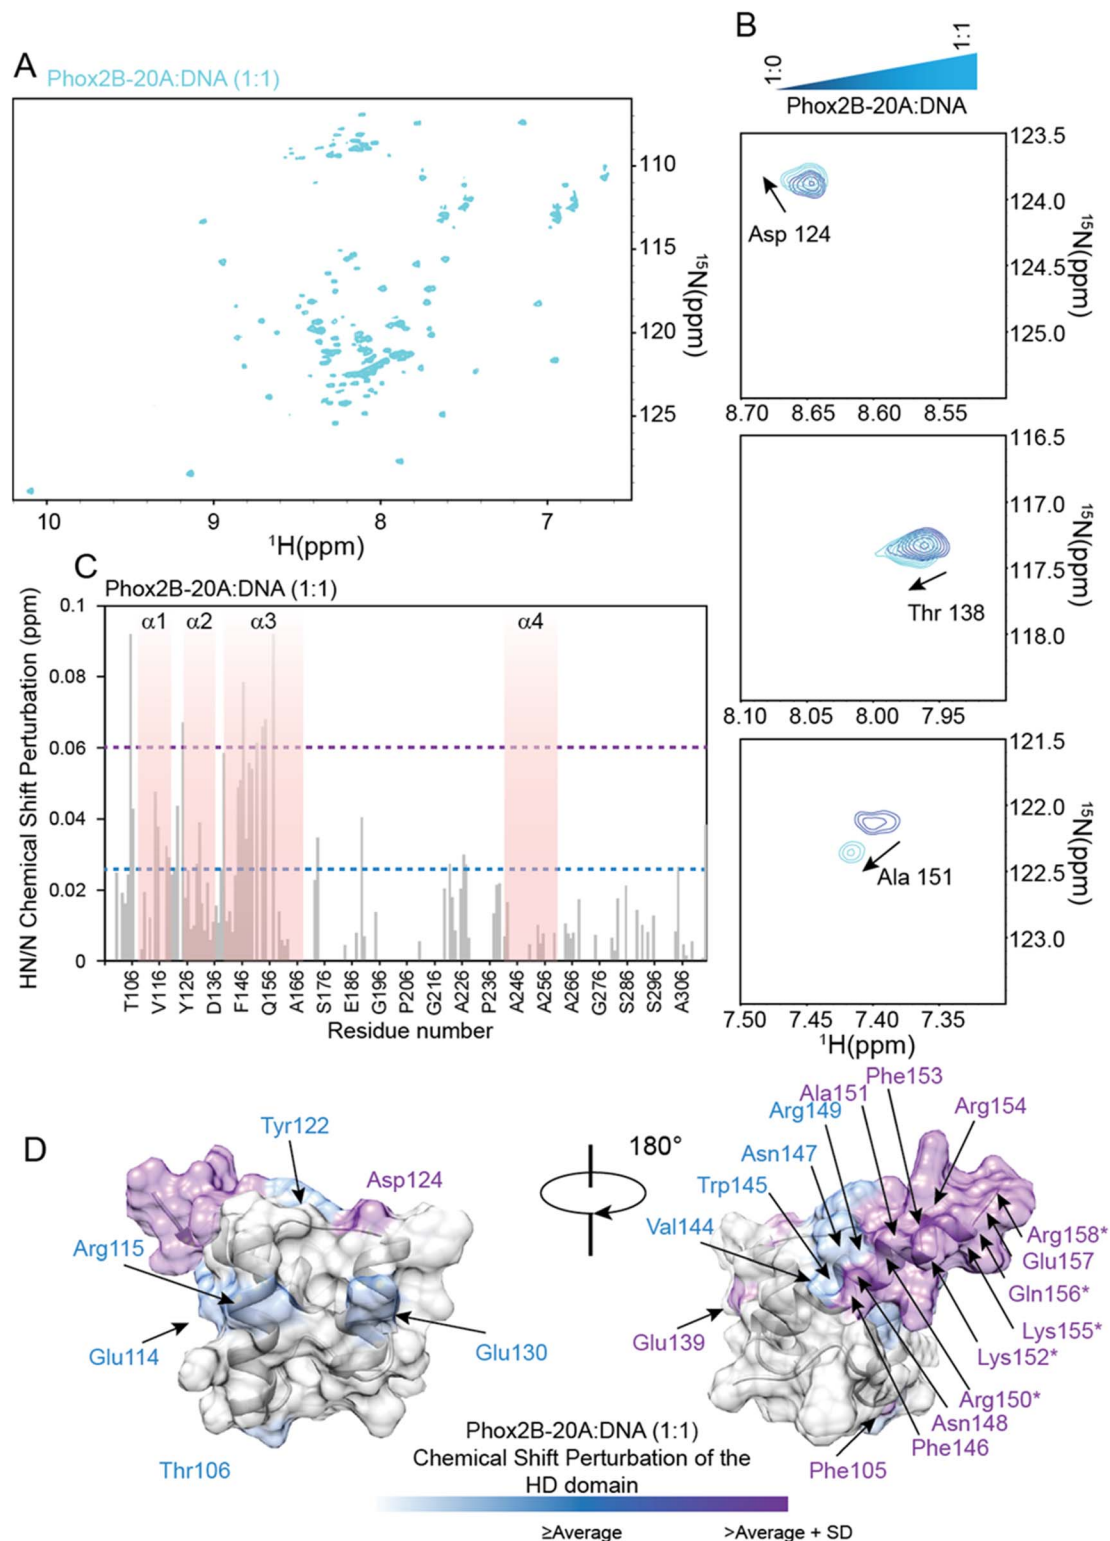 A
Phox2B-20A:DNA (1:1)
110
115
120
125
¹⁵N(ppm)
10
9
8
7
¹H(ppm)
B
1:0
1:1
Phox2B-20A:DNA
123.5
124.0
124.5
125.0
¹⁵N(ppm)
Asp 124
8.70
8.65
8.60
8.55
116.5
117.0
117.5
118.0
¹⁵N(ppm)
Thr 138
8.10
8.05
8.00
7.95
121.5
122.0
122.5
123.0
¹⁵N(ppm)
Ala 151
7.50
7.45
7.40
7.35
¹H(ppm)
C
Phox2B-20A:DNA (1:1)
HN/N Chemical Shift Perturbation (ppm)
0.1
0.08
0.06
0.04
0.02
0
α1
α2
α3
α4
T106
V116
Y126
D136
F146
Q156
A166
S176
E186
G196
P206
G216
A226
P236
A246
A256
A266
G276
S286
S296
A306
Residue number
D
Tyr122
Asp124
Arg115
Glu114
Glu130
Thr106
180°
Phe153
Ala151
Arg154
Arg149
Asn147
Trp145
Val144
Arg158*
Glu157
Gln156*
Glu139
Lys155*
Lys152*
Arg150*
Asn148
Phe146
Phe105
Phox2B-20A:DNA (1:1)
Chemical Shift Perturbation of the
HD domain
≥Average
>Average + SD